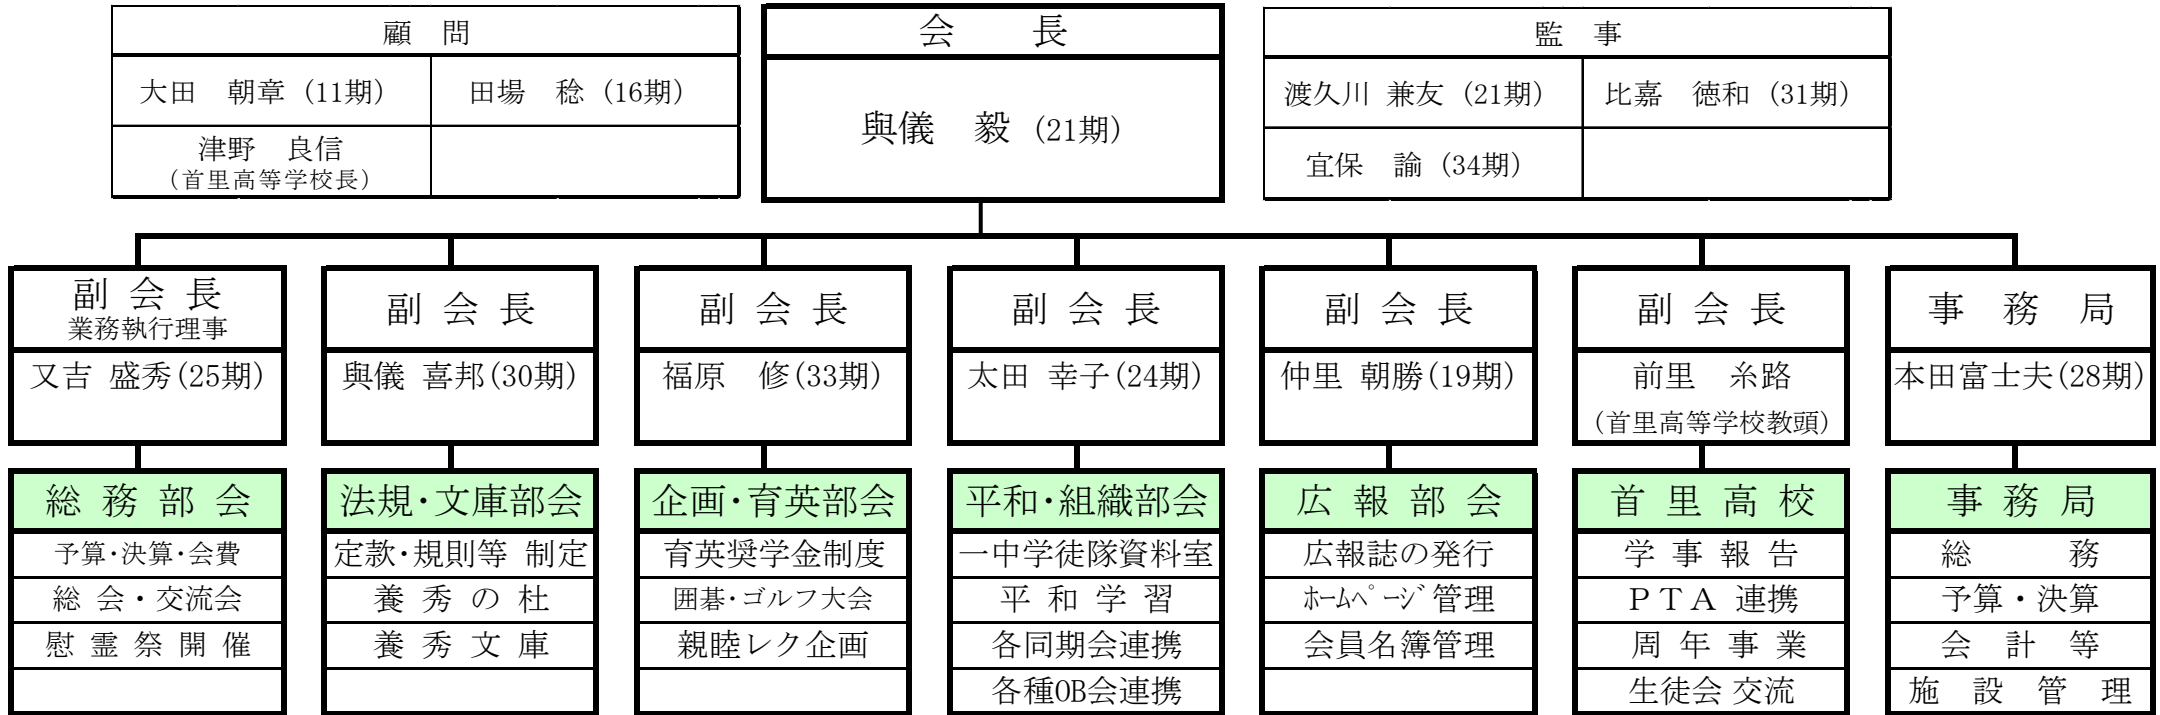 顧　問
大田　朝章 (11期)
田場　稔 (16期)
津野　良信
(首里高等学校長)
会　　長
與儀　毅 (21期)
監　事
渡久川 兼友 (21期)
比嘉　徳和 (31期)
宜保　諭 (34期)
副 会 長
業務執行理事
又吉 盛秀(25期)
副 会 長
與儀 喜邦(30期)
副 会 長
福原　修(33期)
副 会 長
太田 幸子(24期)
副 会 長
仲里 朝勝(19期)
副 会 長
前里　糸路
(首里高等学校教頭)
事　務　局
本田富士夫(28期)
総 務 部 会
予算・決算・会費
総 会・交流会
慰 霊 祭 開 催
法規・文庫部会
定款・規則等 制定
養 秀 の 杜
養 秀 文 庫
企画・育英部会
育英奨学金制度
囲碁・ゴルフ大会
親睦レク企画
平和・組織部会
一中学徒隊資料室
平 和 学 習
各同期会連携
各種OB会連携
広 報 部 会
広報誌の発行
ﾎｰﾑﾍﾟｰｼﾞ管理
会員名簿管理
首 里 高 校
学 事 報 告
ＰＴＡ 連携
周 年 事 業
生徒会 交流
事 務 局
総　　　務
予算・決算
会　計　等
施　設　管　理